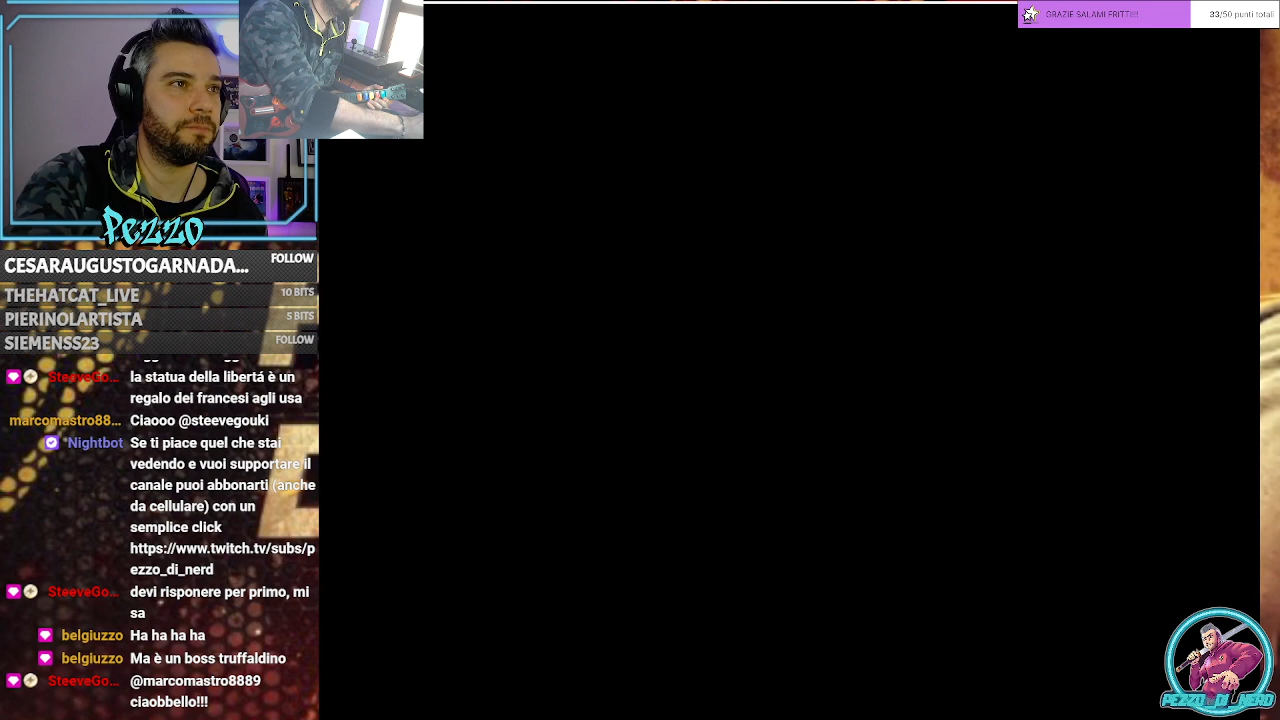 GRAZIE SALAMI FRITTI!!! 33/50 punti totali
Pezzo
CESARAUGUSTOGARNADA... FOLLOW
THEHATCAT_LIVE 10 BITS
PIERINOLARTISTA 5 BITS
SIEMENSS23 FOLLOW
SteeveGo... la statua della libertá è un
regalo dei francesi agli usa
marcomastro88... Ciaooo @steevegouki
Nightbot Se ti piace quel che stai
vedendo e vuoi supportare il
canale puoi abbonarti (anche
da cellulare) con un
semplice click
https://www.twitch.tv/subs/p
ezzo_di_nerd
SteeveGo... devi risponere per primo, mi
sa
belgiuzzo Ha ha ha ha
belgiuzzo Ma è un boss truffaldino
SteeveGo... @marcomastro8889
ciaobbello!!!
PEZZO_DI_NERD